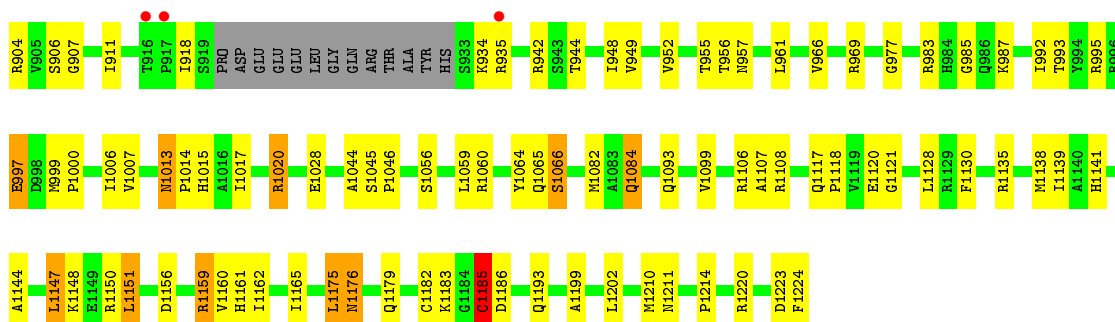 R904 V905 S906 G907 I911 T916 P917 I918 S919 PRO ASP GLU GLU GLU LEU GLY GLN ARG THR ALA TYR HIS S933 K934 R935 R942 S943 T944 I948 V949 V952 T955 T956 N957 L961 V966 R969 G977 R983 H984 G985 Q986 K987 I992 T993 Y994 R995 R996
E997 D998 M999 P1000 I1006 V1007 N1013 P1014 H1015 A1016 I1017 R1020 E1028 A1044 S1045 P1046 S1056 L1059 R1060 Y1064 Q1065 S1066 M1082 A1083 Q1084 Q1093 V1099 R1106 A1107 R1108 Q1117 P1118 V1119 E1120 G1121 L1128 R1129 F1130 R1135 M1138 I1139 A1140 H1141
A1144 L1147 K1148 E1149 R1150 L1151 D1156 R1159 V1160 H1161 I1162 I1165 L1175 N1176 Q1179 C1182 K1183 G1184 C1185 D1186 Q1193 A1199 L1202 M1210 N1211 P1214 R1220 D1223 F1224